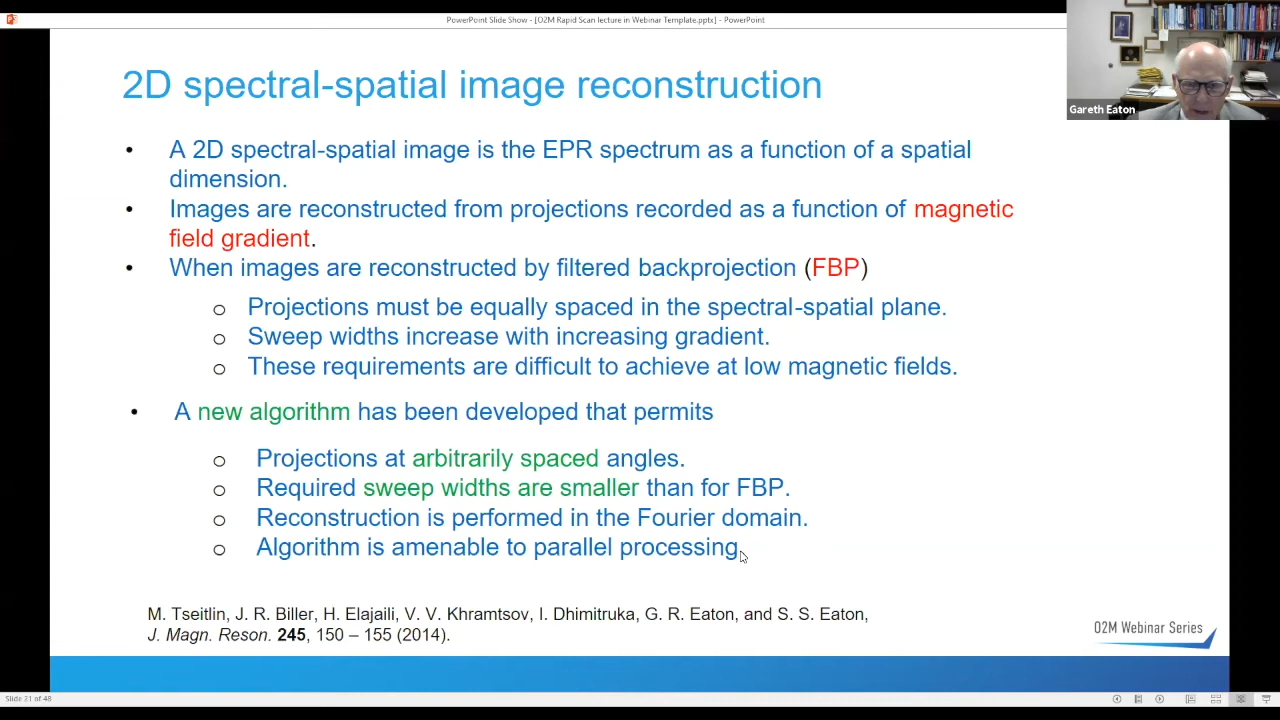 PowerPoint Slide Show - [O2M Rapid Scan lecture in Webinar Template.pptx] - PowerPoint
Gareth Eaton
2D spectral-spatial image reconstruction
• A 2D spectral-spatial image is the EPR spectrum as a function of a spatial
dimension.
• Images are reconstructed from projections recorded as a function of magnetic
field gradient.
• When images are reconstructed by filtered backprojection (FBP)
o Projections must be equally spaced in the spectral-spatial plane.
o Sweep widths increase with increasing gradient.
o These requirements are difficult to achieve at low magnetic fields.
• A new algorithm has been developed that permits
o Projections at arbitrarily spaced angles.
o Required sweep widths are smaller than for FBP.
o Reconstruction is performed in the Fourier domain.
o Algorithm is amenable to parallel processing.
M. Tseitlin, J. R. Biller, H. Elajaili, V. V. Khramtsov, I. Dhimitruka, G. R. Eaton, and S. S. Eaton,
J. Magn. Reson. 245, 150 – 155 (2014).
O2M Webinar Series
Slide 21 of 48